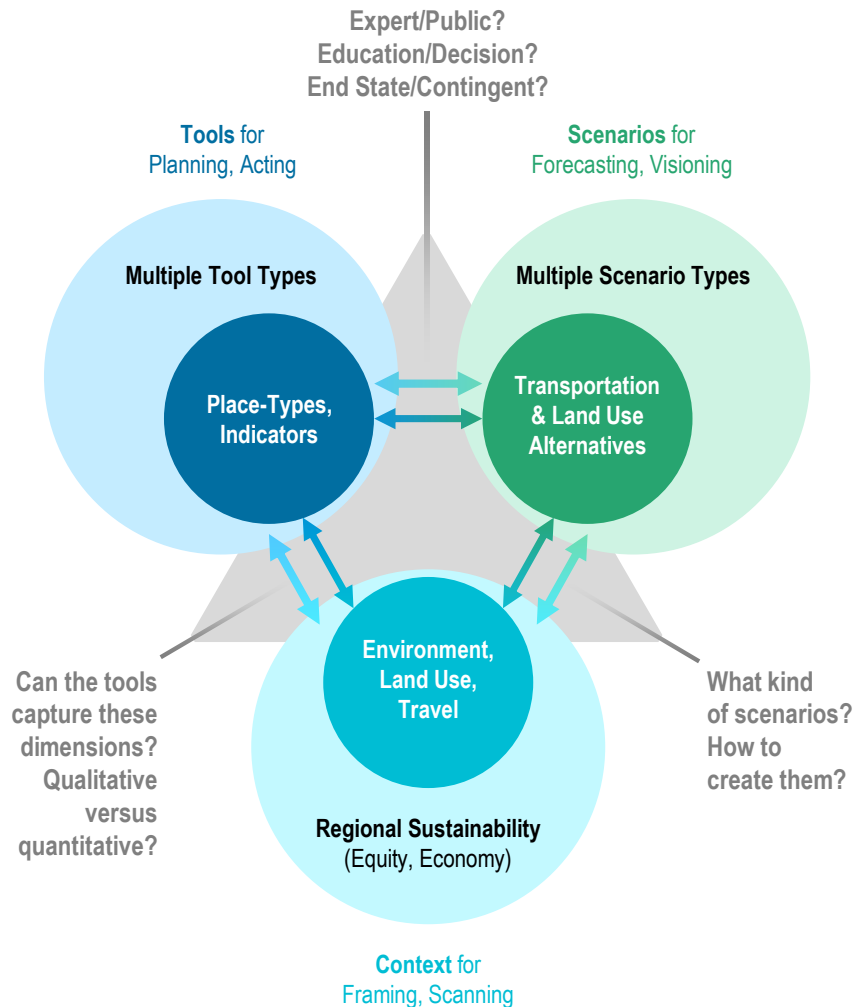 Expert/Public?
Education/Decision?
End State/Contingent?
Tools for
Planning, Acting
Scenarios for
Forecasting, Visioning
Multiple Tool Types
Multiple Scenario Types
Place-Types,
Indicators
Transportation
& Land Use
Alternatives
Environment,
Land Use,
Travel
Can the tools
capture these
dimensions?
Qualitative
versus
quantitative?
What kind
of scenarios?
How to
create them?
Regional Sustainability
(Equity, Economy)
Context for
Framing, Scanning